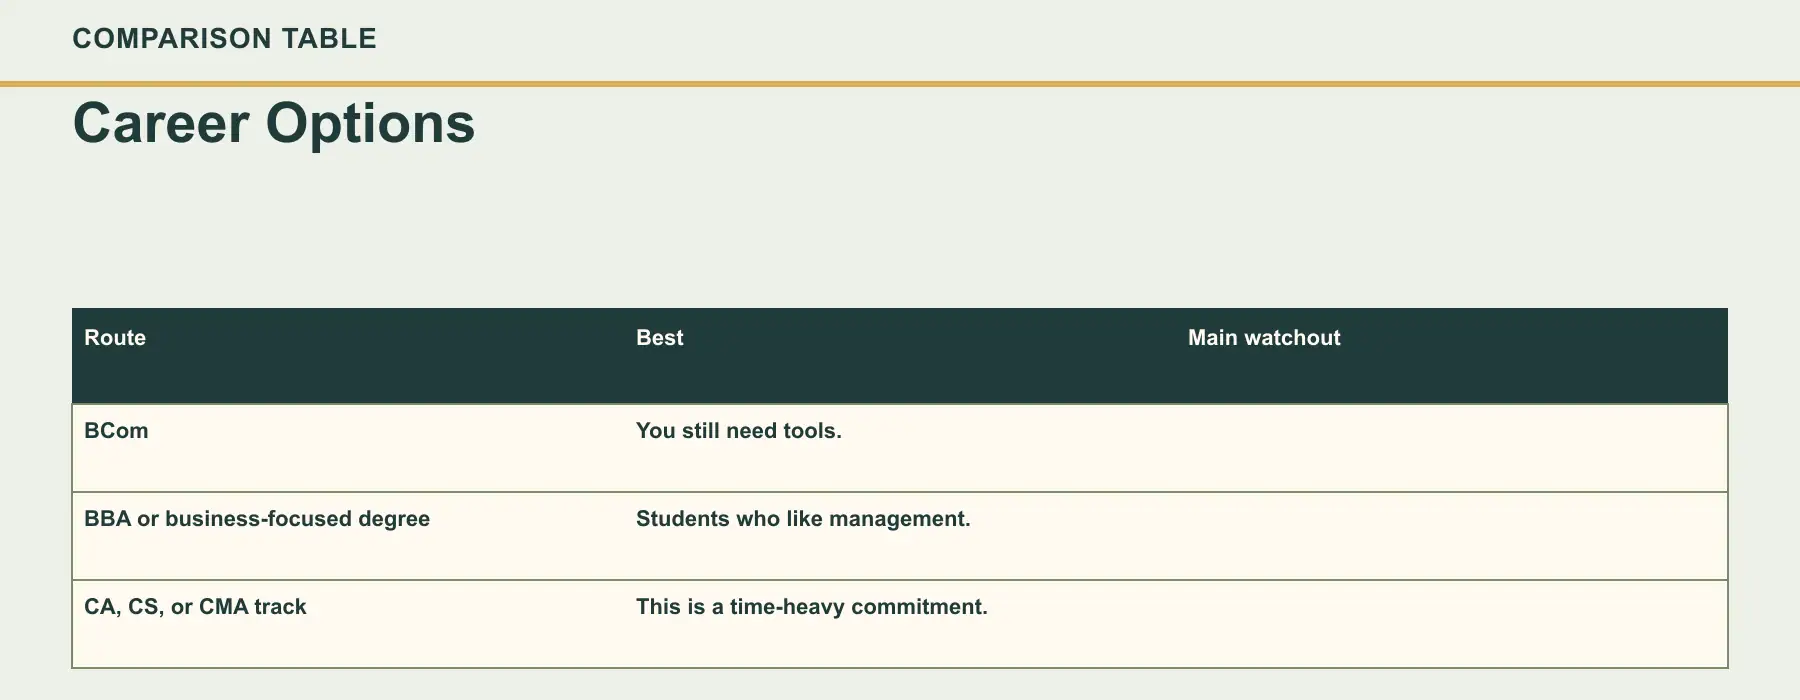 COMPARISON TABLE
Career Options
Route Best Main watchout
BCom You still need tools.
BBA or business-focused degree Students who like management.
CA, CS, or CMA track This is a time-heavy commitment.